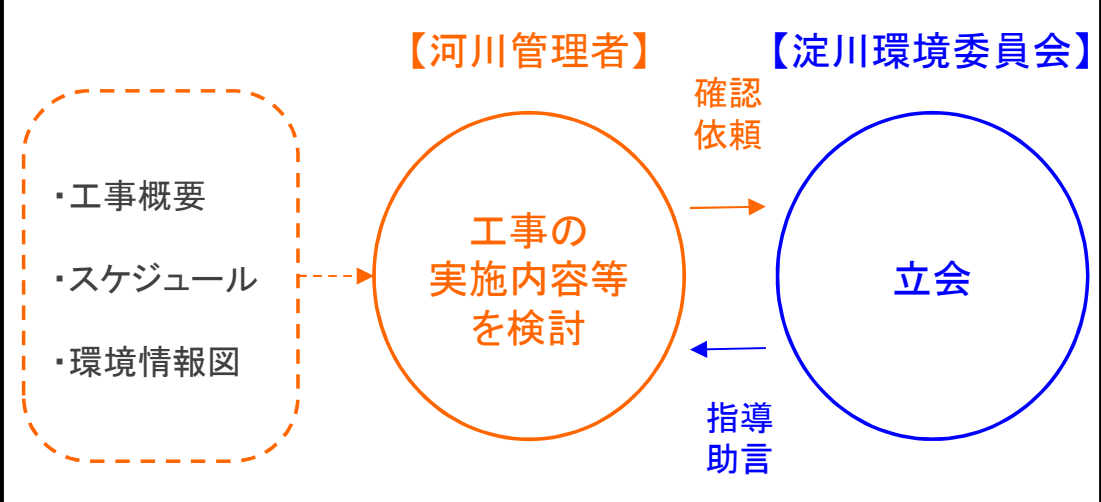 【河川管理者】
【淀川環境委員会】
確認
依頼
・工事概要
・スケジュール
・環境情報図
工事の
実施内容等
を検討
立会
指導
助言